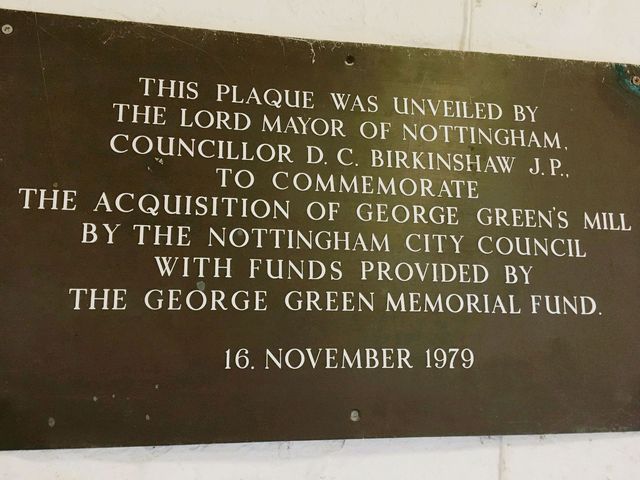 THIS PLAQUE WAS UNVEILED BY
THE LORD MAYOR OF NOTTINGHAM,
COUNCILLOR D. C. BIRKINSHAW J.P.,
TO COMMEMORATE
THE ACQUISITION OF GEORGE GREEN'S MILL
BY THE NOTTINGHAM CITY COUNCIL
WITH FUNDS PROVIDED BY
THE GEORGE GREEN MEMORIAL FUND.
16. NOVEMBER 1979